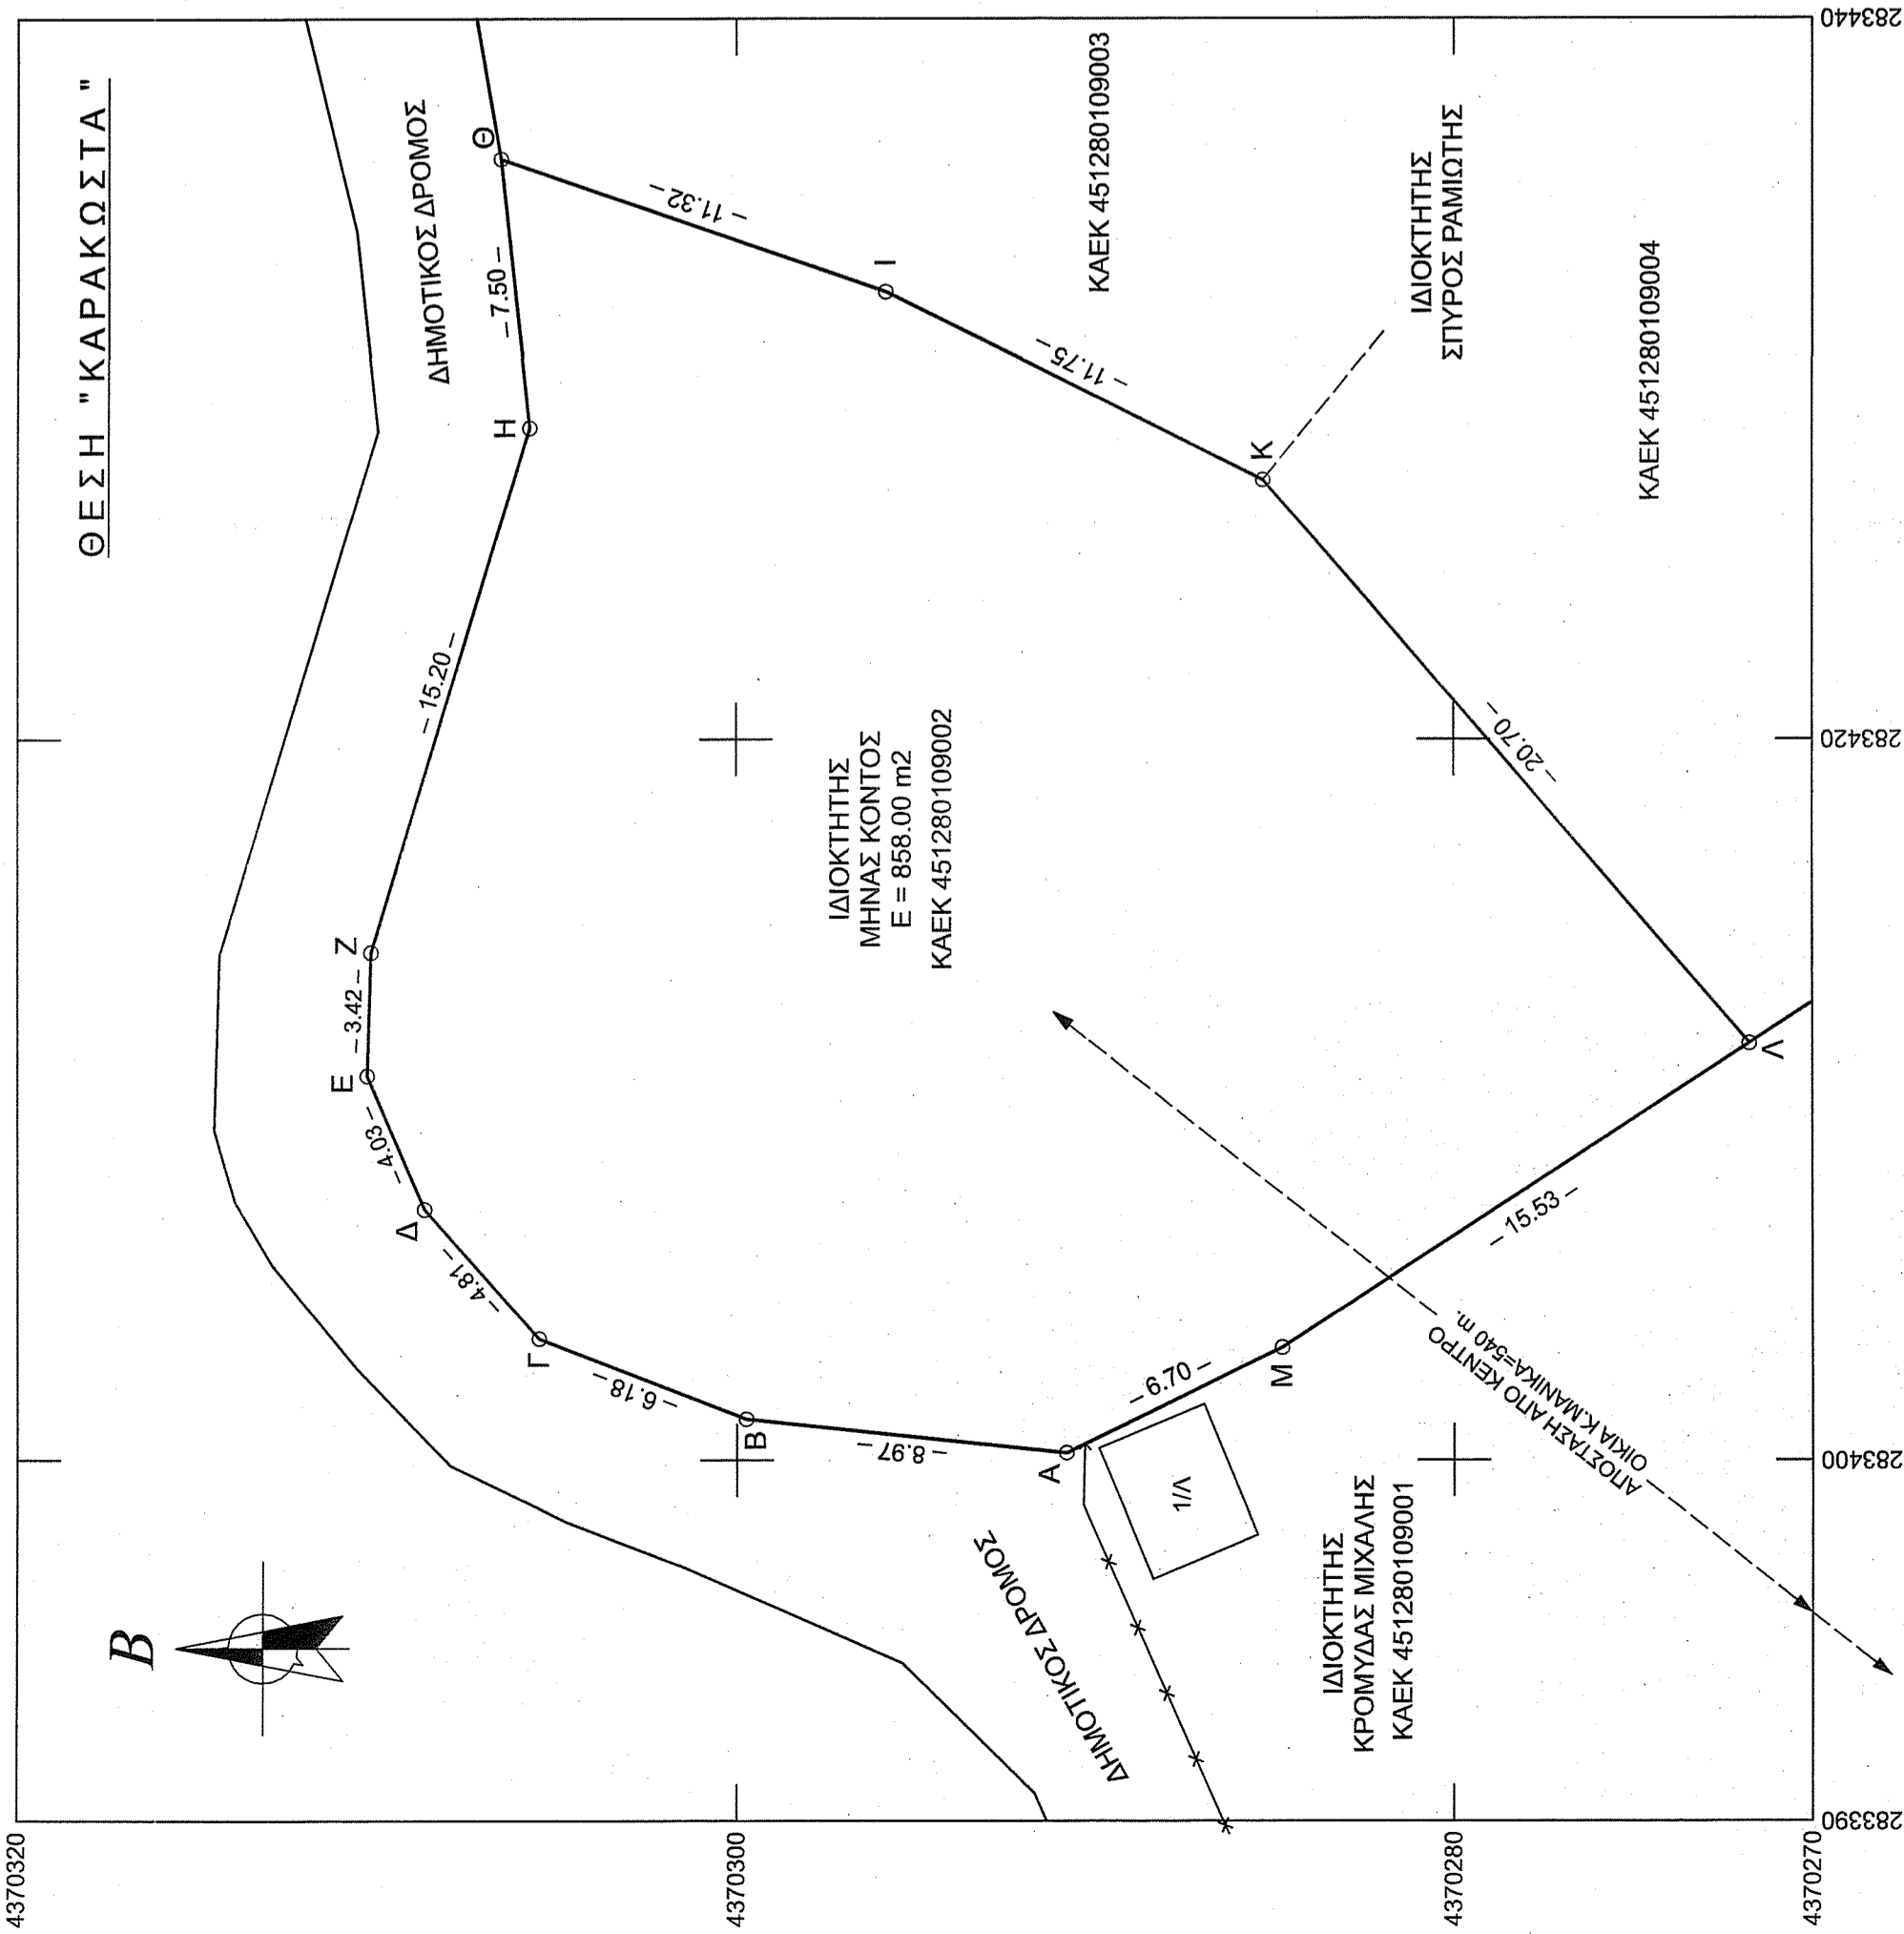 ΘΕΣΗ "ΚΑΡΑΚΩΣΤΑ"
B
ΔΗΜΟΤΙΚΟΣ ΔΡΟΜΟΣ
Α
Β
Γ
Δ
Ε
Ζ
Η
Θ
Ι
Κ
Λ
Μ
– 8.97 –
– 6.18 –
– 4.81 –
– 4.03 –
– 3.42 –
– 15.20 –
– 7.50 –
– 11.32 –
– 11.75 –
– 20.70 –
– 15.53 –
– 6.70 –
ΙΔΙΟΚΤΗΤΗΣ
ΜΗΝΑΣ ΚΟΝΤΟΣ
Ε = 858.00 m2
ΚΑΕΚ 451280109002
ΚΑΕΚ 451280109003
ΙΔΙΟΚΤΗΤΗΣ
ΣΠΥΡΟΣ ΡΑΜΙΩΤΗΣ
ΚΑΕΚ 451280109004
ΔΗΜΟΤΙΚΟΣ ΔΡΟΜΟΣ
1/Λ
ΙΔΙΟΚΤΗΤΗΣ
ΚΡΟΜΥΔΑΣ ΜΙΧΑΛΗΣ
ΚΑΕΚ 451280109001
ΑΠΟΣΤΑΣΗ ΑΠΟ ΚΕΝΤΡΟ
ΟΙΚΙΑ Κ.ΜΑΝΙΚΑ=540 m.
4370320
4370300
4370280
4370270
283390
283400
283420
283440